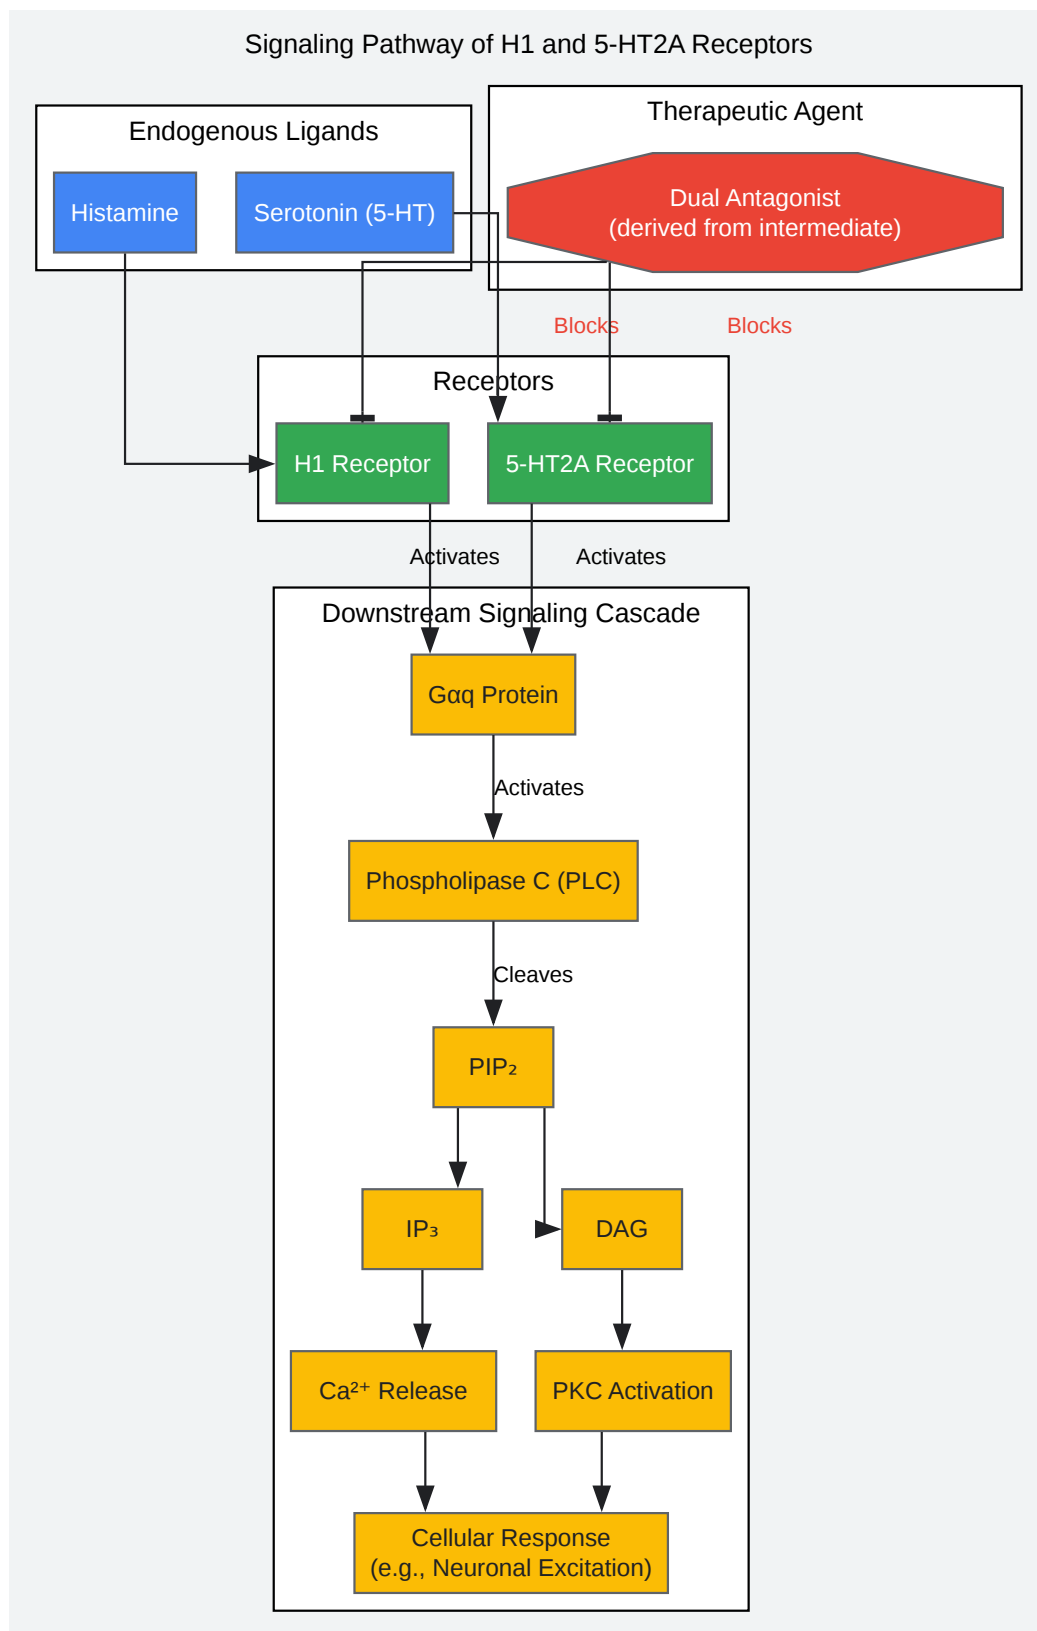 Signaling Pathway of H1 and 5-HT2A Receptors
Endogenous Ligands
Histamine
Serotonin (5-HT)
Therapeutic Agent
Dual Antagonist
(derived from intermediate)
Blocks
Blocks
Receptors
H1 Receptor
5-HT2A Receptor
Activates
Activates
Downstream Signaling Cascade
Gαq Protein
Activates
Phospholipase C (PLC)
Cleaves
PIP₂
IP₃
DAG
Ca²⁺ Release
PKC Activation
Cellular Response
(e.g., Neuronal Excitation)